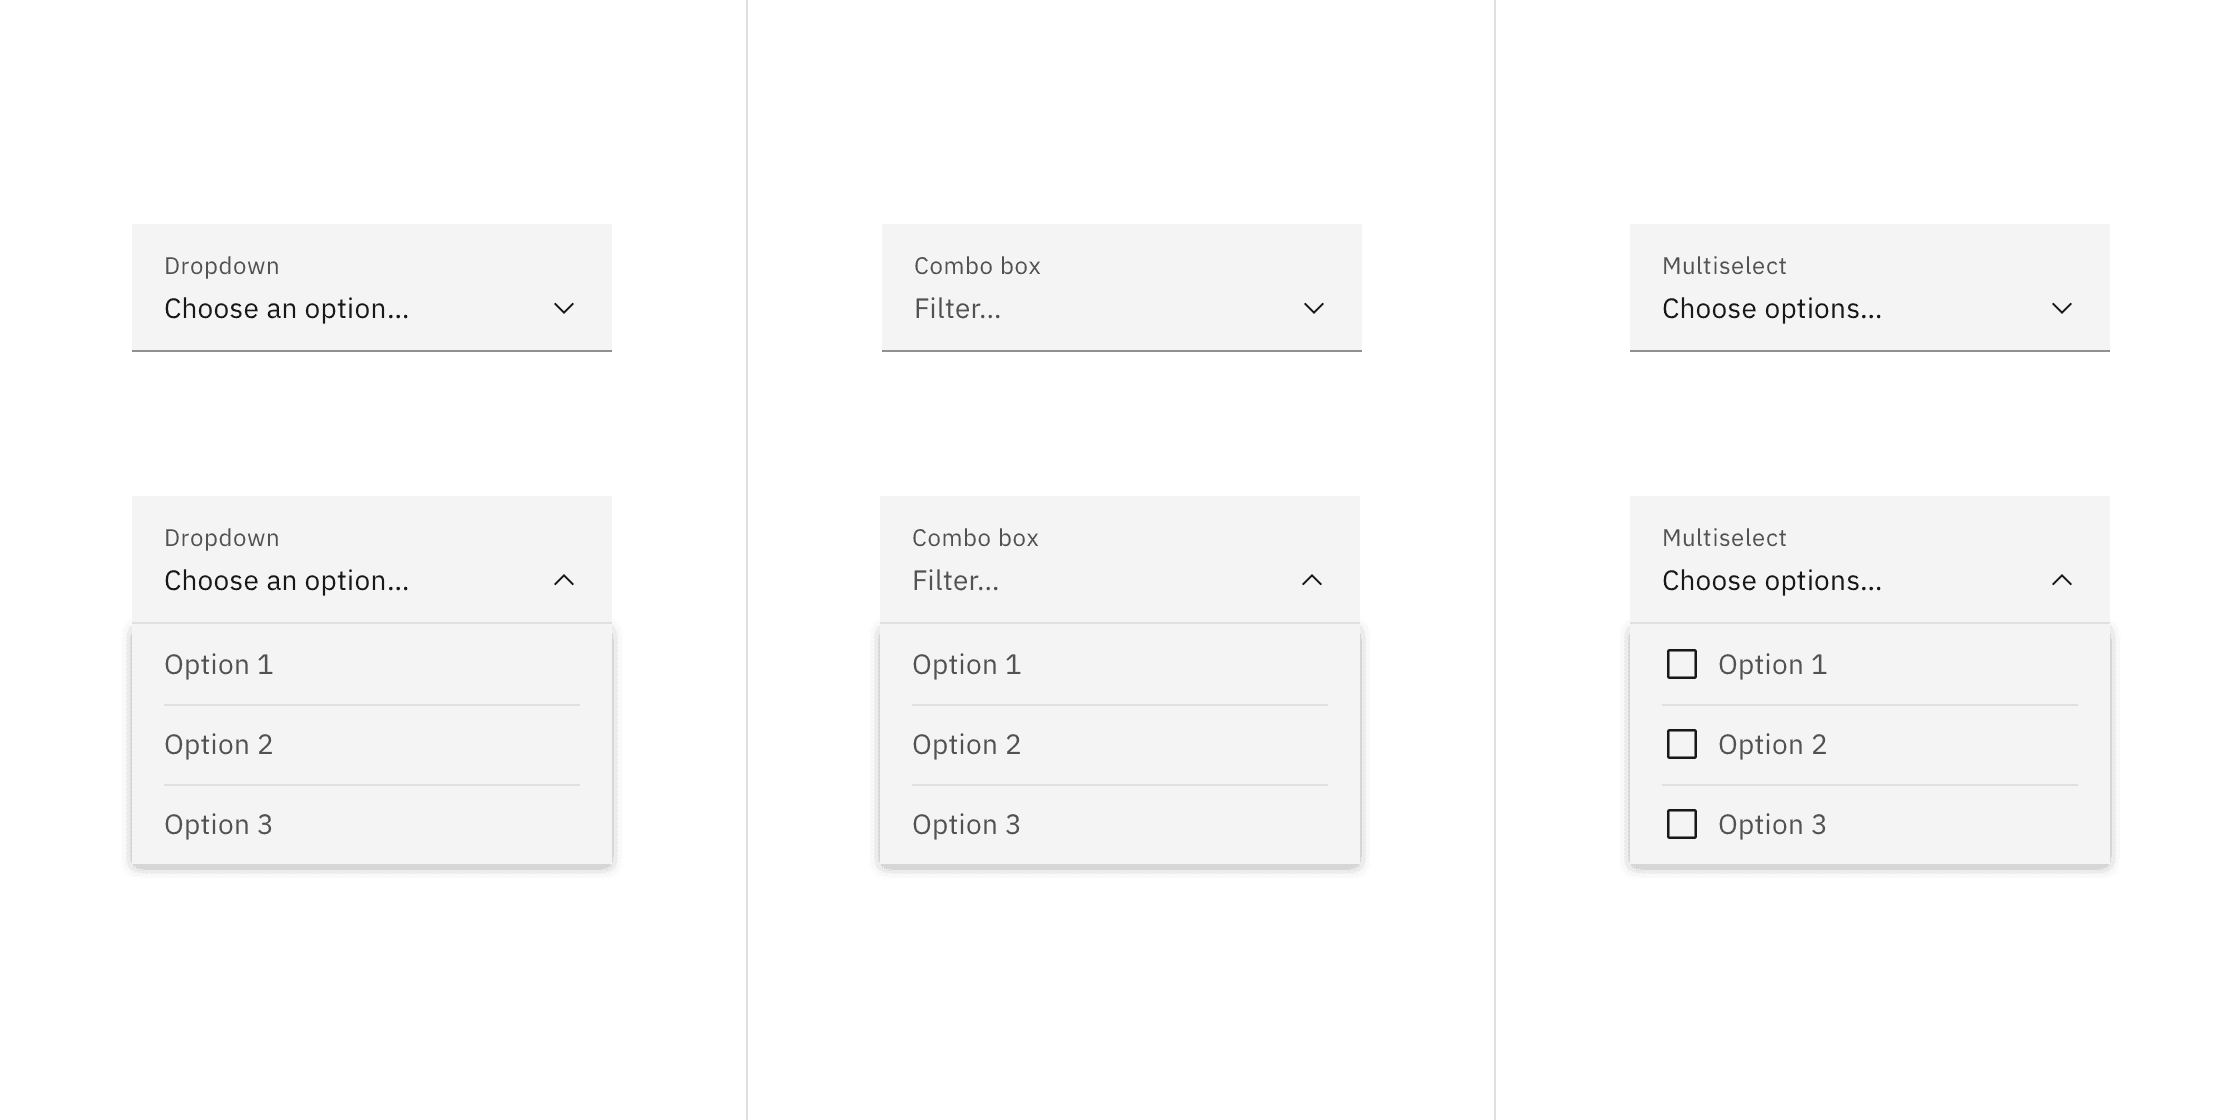 Dropdown
Choose an option...
Dropdown
Choose an option...
Option 1
Option 2
Option 3
Combo box
Filter...
Combo box
Filter...
Option 1
Option 2
Option 3
Multiselect
Choose options...
Multiselect
Choose options...
Option 1
Option 2
Option 3